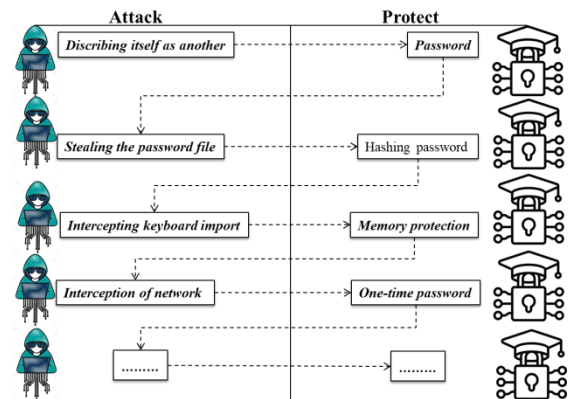 Attack Protect
Discribing itself as another Password
Stealing the password file Hashing password
Intercepting keyboard import Memory protection
Interception of network One-time password
......... .........